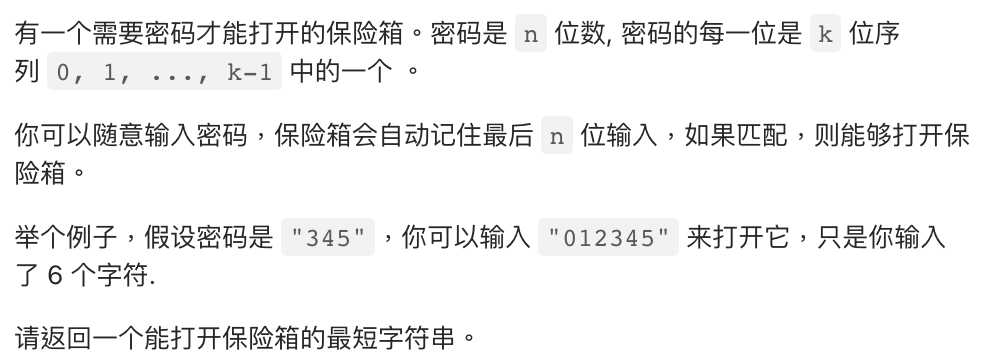 有一个需要密码才能打开的保险箱。密码是 n 位数, 密码的每一位是 k 位序
列 0, 1, ..., k-1 中的一个 。
你可以随意输入密码，保险箱会自动记住最后 n 位输入，如果匹配，则能够打开保
险箱。
举个例子，假设密码是 "345"，你可以输入 "012345" 来打开它，只是你输入
了 6 个字符.
请返回一个能打开保险箱的最短字符串。